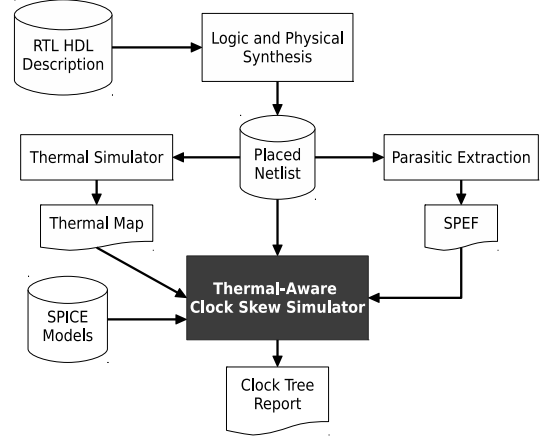 RTL HDL
Description
Logic and Physical
Synthesis
Thermal Simulator
Placed
Netlist
Parasitic Extraction
Thermal Map
SPEF
Thermal-Aware
Clock Skew Simulator
SPICE
Models
Clock Tree
Report